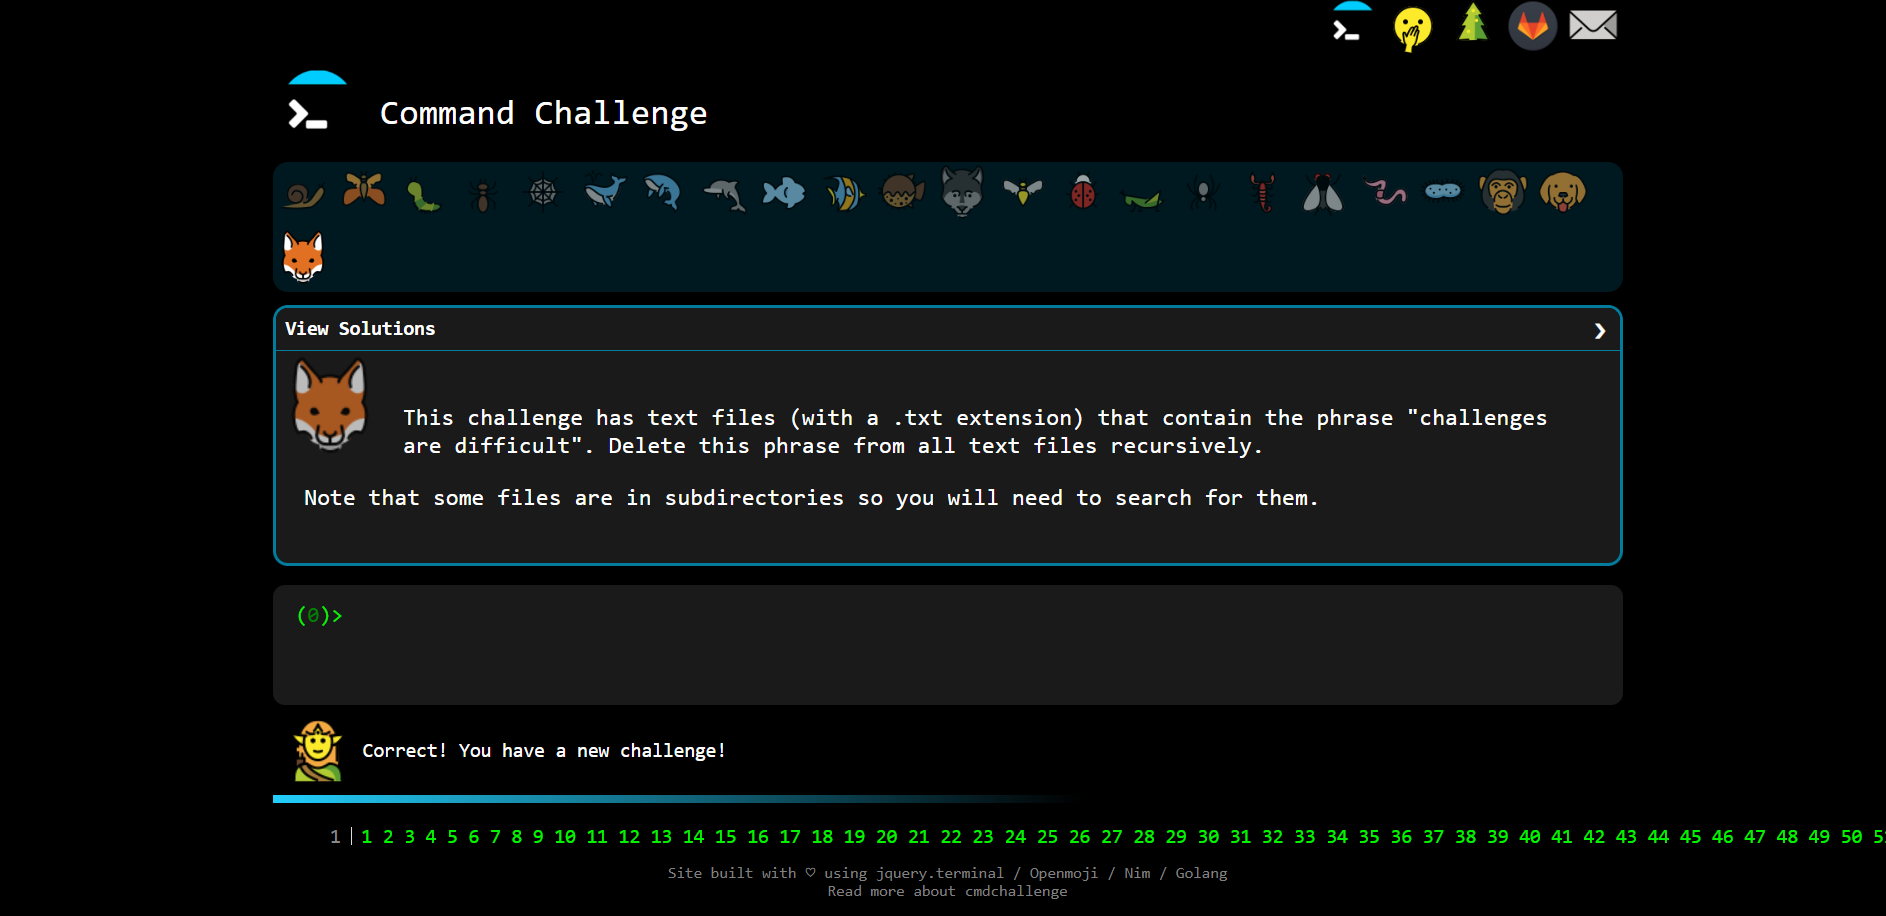 Command Challenge
View Solutions
This challenge has text files (with a .txt extension) that contain the phrase "challenges
are difficult". Delete this phrase from all text files recursively.
Note that some files are in subdirectories so you will need to search for them.
(0)>
Correct! You have a new challenge!
1 | 1 2 3 4 5 6 7 8 9 10 11 12 13 14 15 16 17 18 19 20 21 22 23 24 25 26 27 28 29 30 31 32 33 34 35 36 37 38 39 40 41 42 43 44 45 46 47 48 49 50
Site built with ♡ using jquery.terminal / Openmoji / Nim / Golang
Read more about cmdchallenge